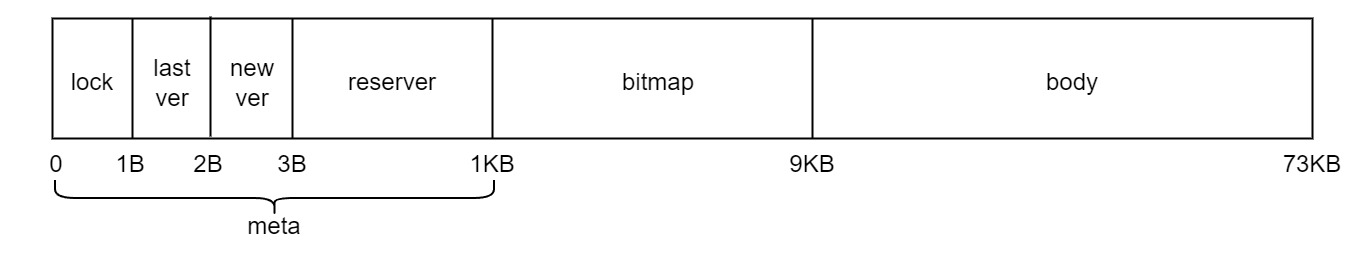 lock
last
ver
new
ver
reserver
bitmap
body
0
1B
2B
3B
1KB
9KB
73KB
meta